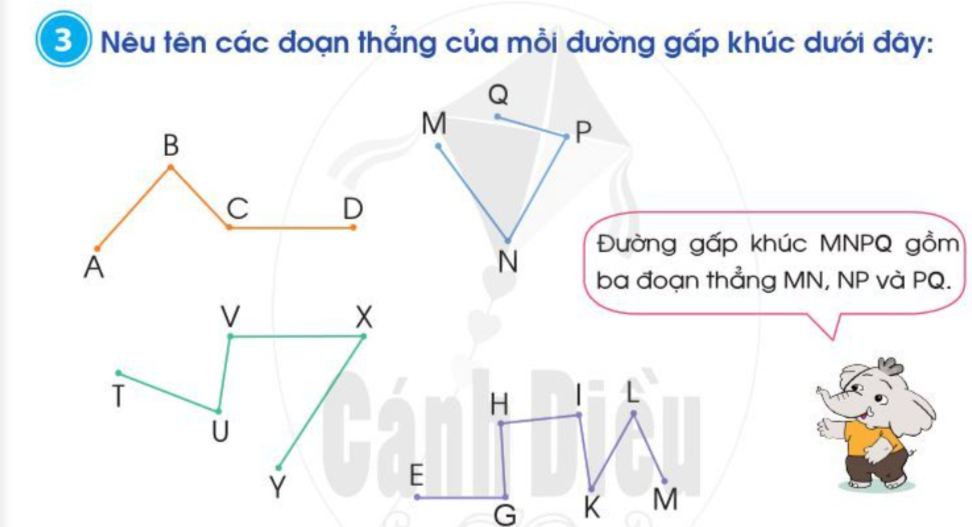 3 Nêu tên các đoạn thẳng của mỗi đường gấp khúc dưới đây:
Q
M
P
B
C
D
A
N
Đường gấp khúc MNPQ gồm
ba đoạn thẳng MN, NP và PQ.
V
X
T
U
Y
H
I
L
E
G
K
M
Cánh Diều